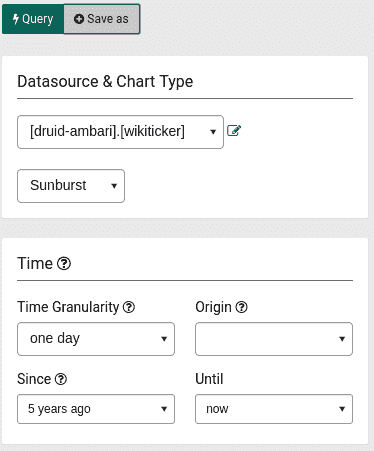 Query Save as
Datasource & Chart Type
[druid-ambari].[wikiticker]
Sunburst
Time
Time Granularity Origin
one day
Since Until
5 years ago now